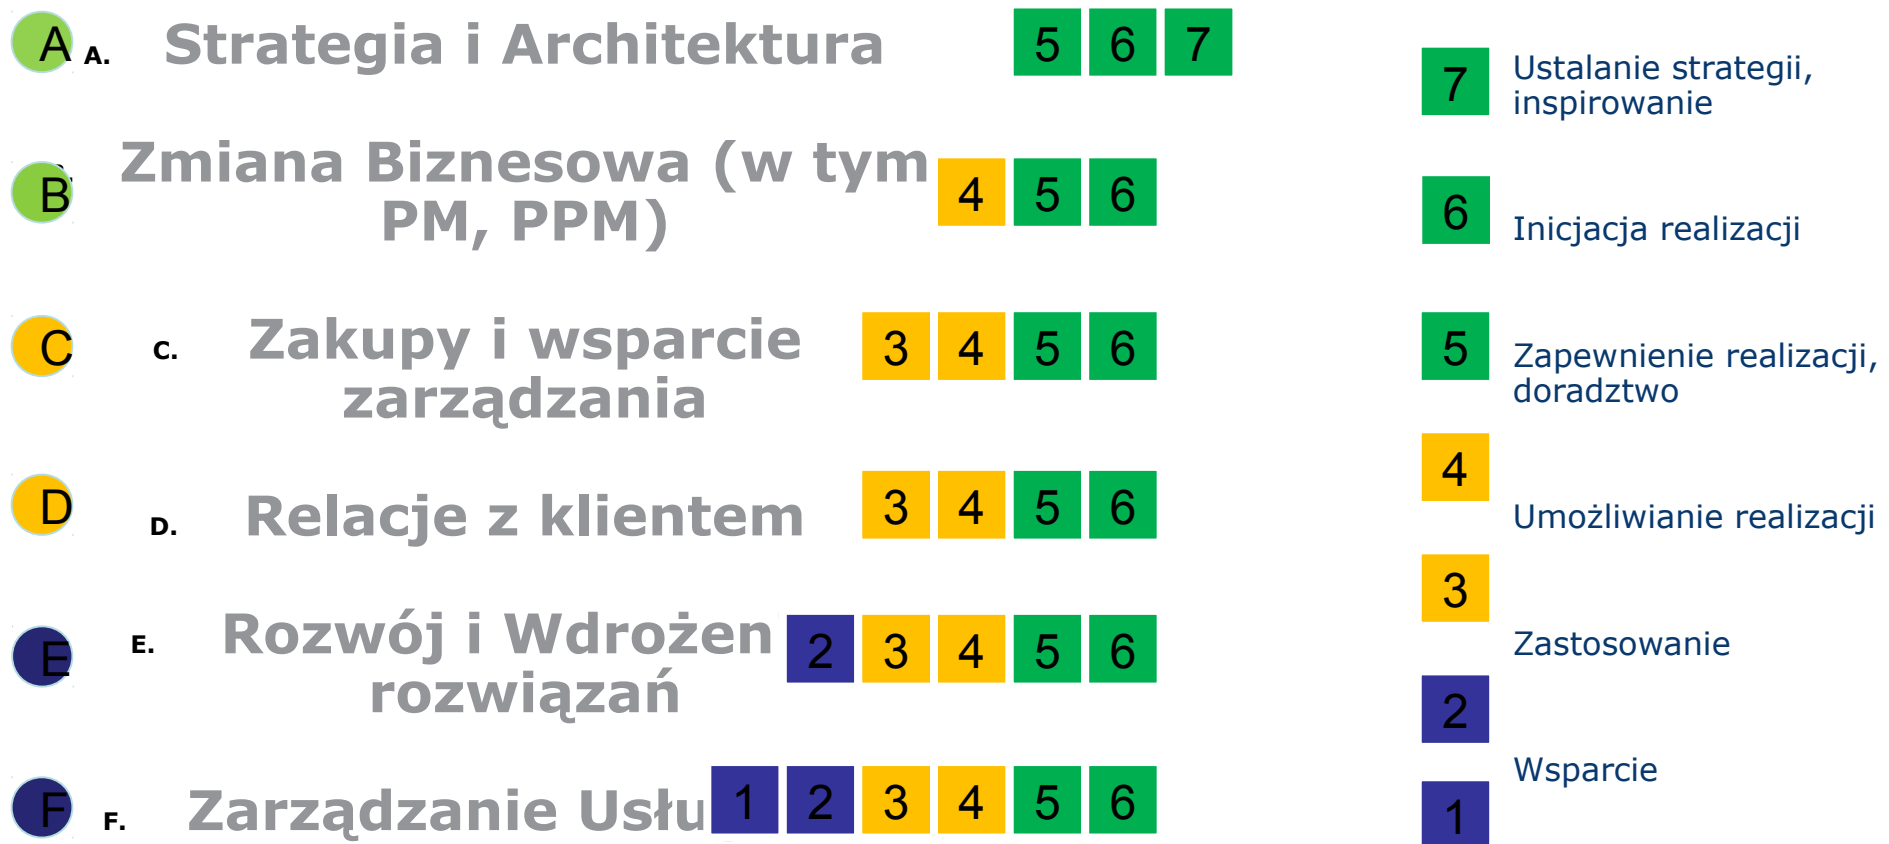 A A. Strategia i Architektura 5 6 7
B Zmiana Biznesowa (w tym
PM, PPM) 4 5 6
C C. Zakupy i wsparcie
zarządzania 3 4 5 6
D D. Relacje z klientem 3 4 5 6
E E. Rozwój i Wdrożen
rozwiązań 2 3 4 5 6
F F. Zarządzanie Usłu 1 2 3 4 5 6
7 Ustalanie strategii,
inspirowanie
6 Inicjacja realizacji
5 Zapewnienie realizacji,
doradztwo
4
Umożliwianie realizacji
3
Zastosowanie
2
Wsparcie
1